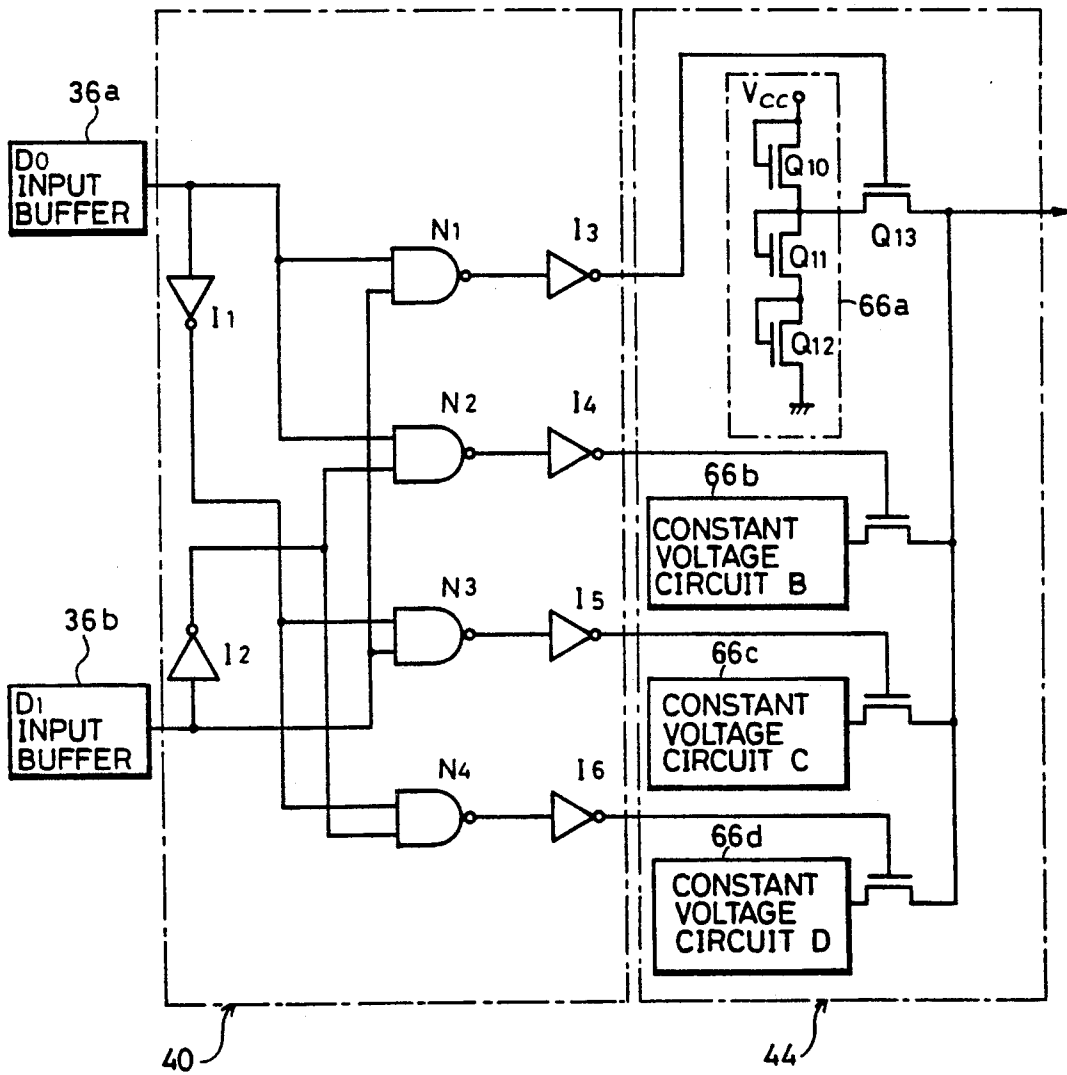 36a
D0
INPUT
BUFFER
I1
N1
I3
VCC
Q10
Q11
Q12
Q13
66a
N2
I4
66b
CONSTANT
VOLTAGE
CIRCUIT B
36b
D1
INPUT
BUFFER
I2
N3
I5
66c
CONSTANT
VOLTAGE
CIRCUIT C
N4
I6
66d
CONSTANT
VOLTAGE
CIRCUIT D
40
44